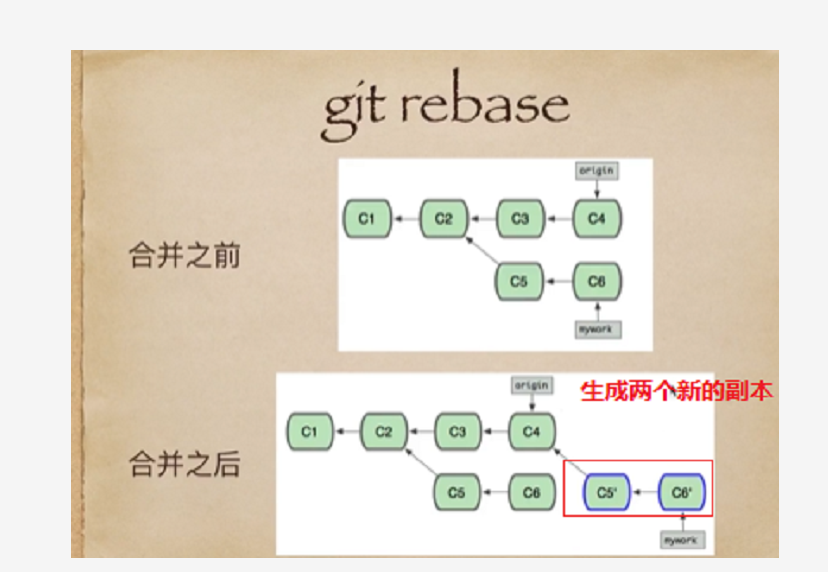 git rebase
origin
C1 C2 C3 C4
合并之前
C5 C6
mywork
origin
生成两个新的副本
C1 C2 C3 C4
合并之后
C5 C6 C5' C6'
mywork